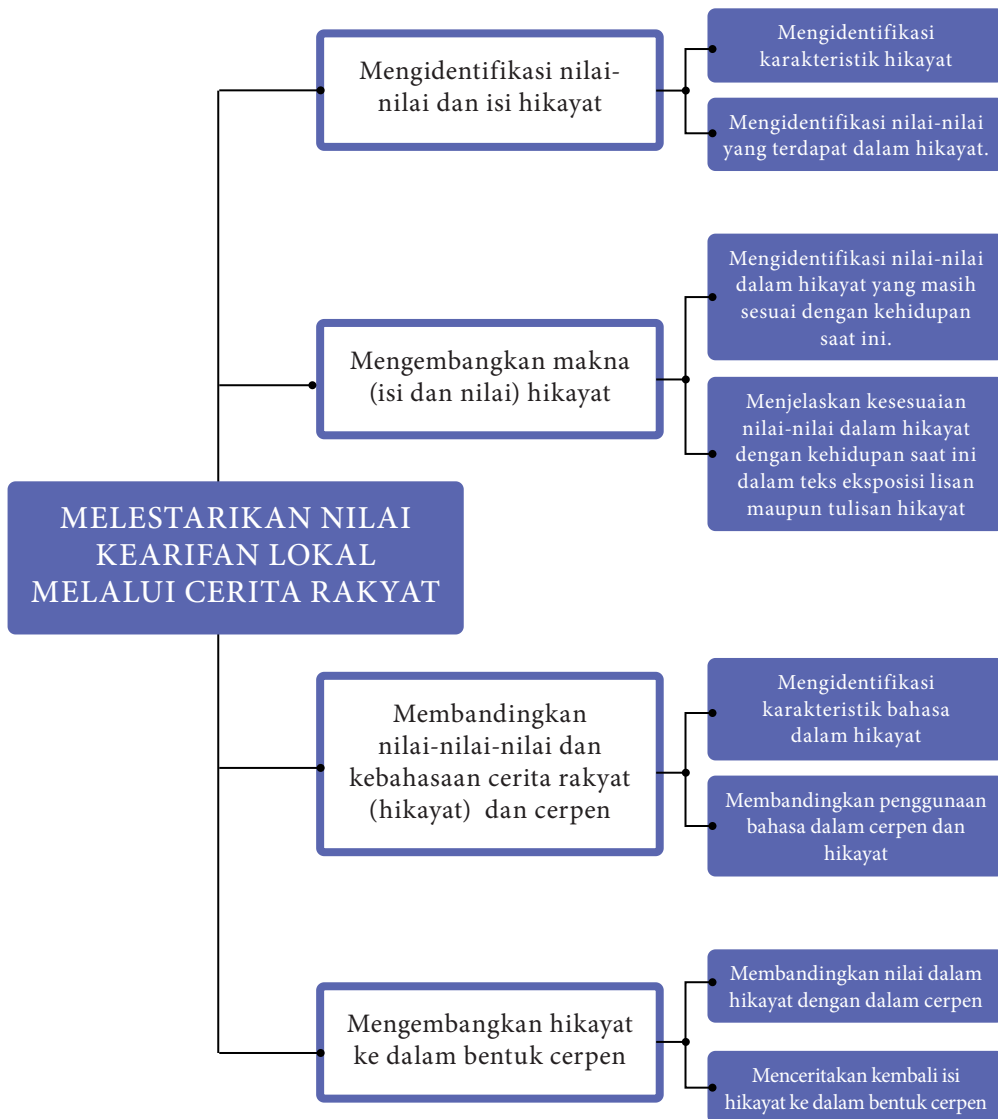 MELESTARIKAN NILAI
KEARIFAN LOKAL
MELALUI CERITA RAKYAT
Mengidentifikasi nilai-
nilai dan isi hikayat
Mengidentifikasi
karakteristik hikayat
Mengidentifikasi nilai-nilai
yang terdapat dalam hikayat.
Mengembangkan makna
(isi dan nilai) hikayat
Mengidentifikasi nilai-nilai
dalam hikayat yang masih
sesuai dengan kehidupan
saat ini.
Menjelaskan kesesuaian
nilai-nilai dalam hikayat
dengan kehidupan saat ini
dalam teks eksposisi lisan
maupun tulisan hikayat
Membandingkan
nilai-nilai-nilai dan
kebahasaan cerita rakyat
(hikayat) dan cerpen
Mengidentifikasi
karakteristik bahasa
dalam hikayat
Membandingkan penggunaan
bahasa dalam cerpen dan
hikayat
Mengembangkan hikayat
ke dalam bentuk cerpen
Membandingkan nilai dalam
hikayat dengan dalam cerpen
Menceritakan kembali isi
hikayat ke dalam bentuk cerpen